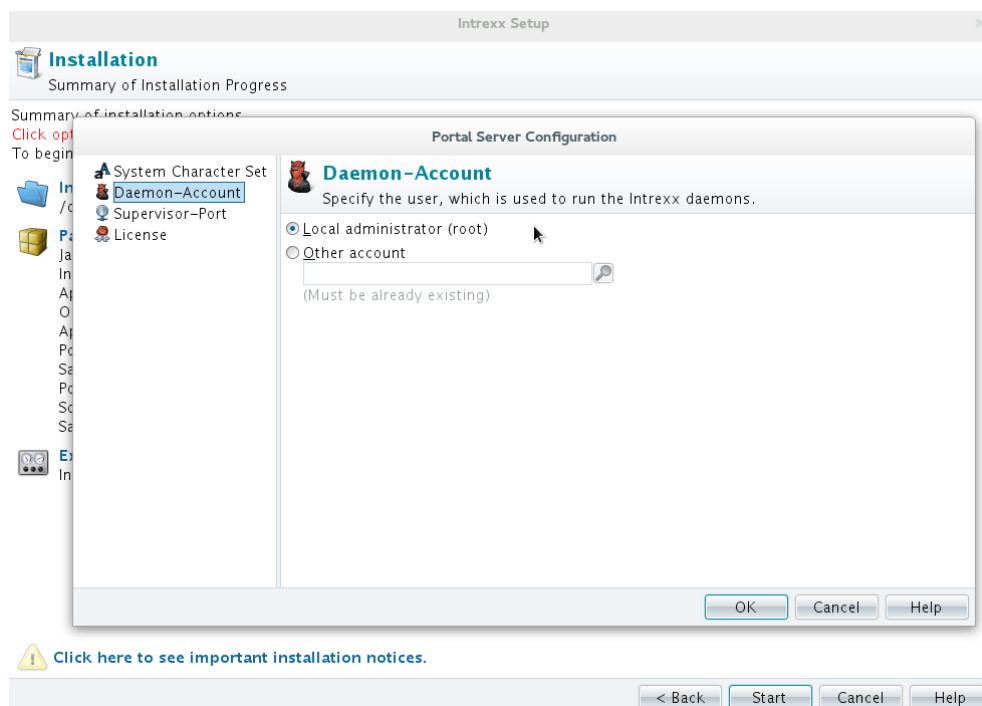 Intrexx Setup
Installation
Summary of Installation Progress
Summary of installation options
Click
To begin
Portal Server Configuration
System Character Set
Daemon-Account
Supervisor-Port
License
Daemon-Account
Specify the user, which is used to run the Intrexx daemons.
Local administrator (root)
Other account
(Must be already existing)
OK
Cancel
Help
Click here to see important installation notices.
< Back
Start
Cancel
Help